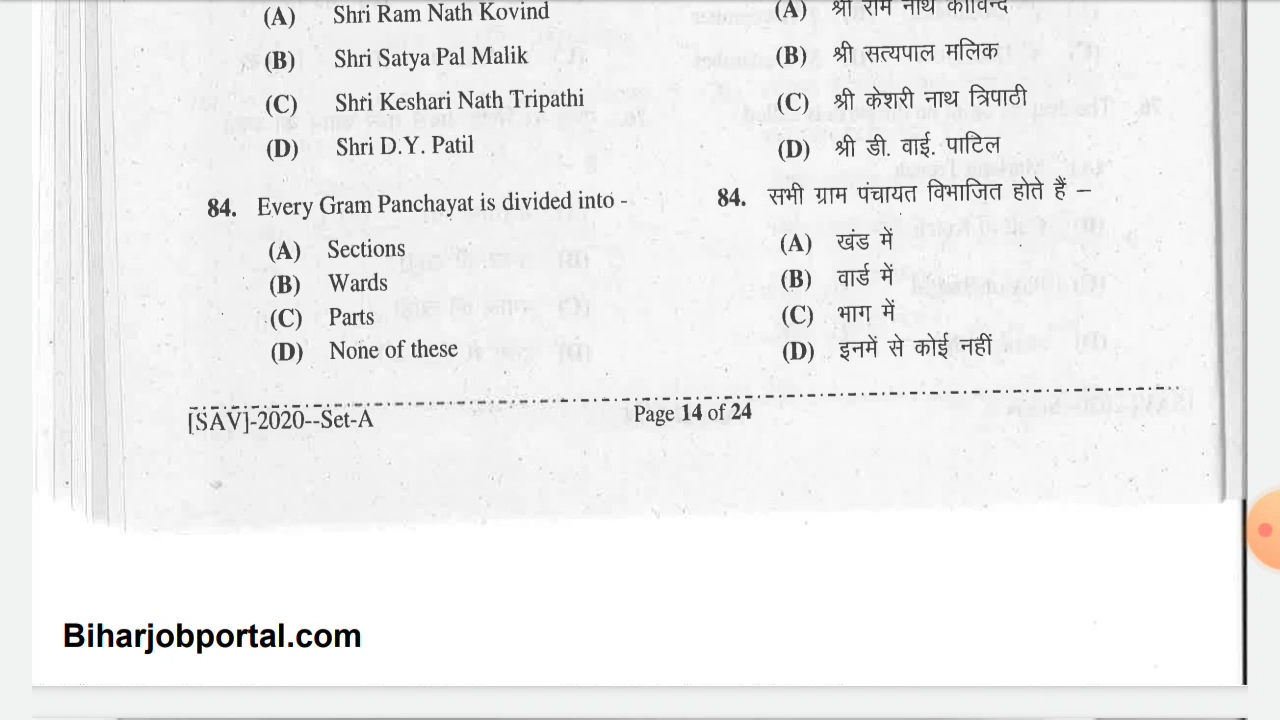 (A) Shri Ram Nath Kovind
(B) Shri Satya Pal Malik
(C) Shri Keshari Nath Tripathi
(D) Shri D.Y. Patil
84. Every Gram Panchayat is divided into -
(A) Sections
(B) Wards
(C) Parts
(D) None of these
(A) श्री राम नाथ कोविन्द
(B) श्री सत्यपाल मलिक
(C) श्री केशरी नाथ त्रिपाठी
(D) श्री डी. वाई. पाटिल
84. सभी ग्राम पंचायत विभाजित होते हैं –
(A) खंड में
(B) वार्ड में
(C) भाग में
(D) इनमें से कोई नहीं
[SAV]-2020--Set-A
Page 14 of 24
Biharjobportal.com